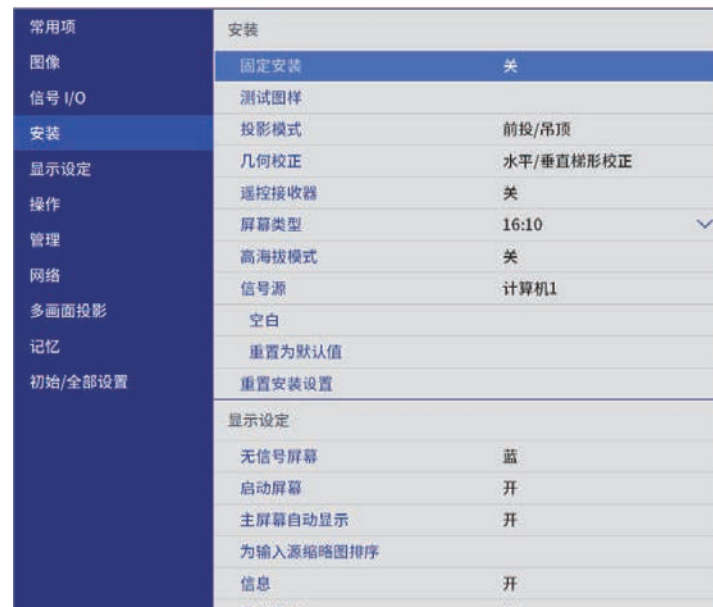 常用项
图像
信号 I/O
安装
显示设定
操作
管理
网络
多画面投影
记忆
初始/全部设置
安装
固定安装 关
测试图样
投影模式 前投/吊顶
几何校正 水平/垂直梯形校正
遥控接收器 关
屏幕类型 16:10
高海拔模式 关
信号源 计算机1
空白
重置为默认值
重置安装设置
显示设定
无信号屏幕 蓝
启动屏幕 开
主屏幕自动显示 开
为输入源缩略图排序
信息 开